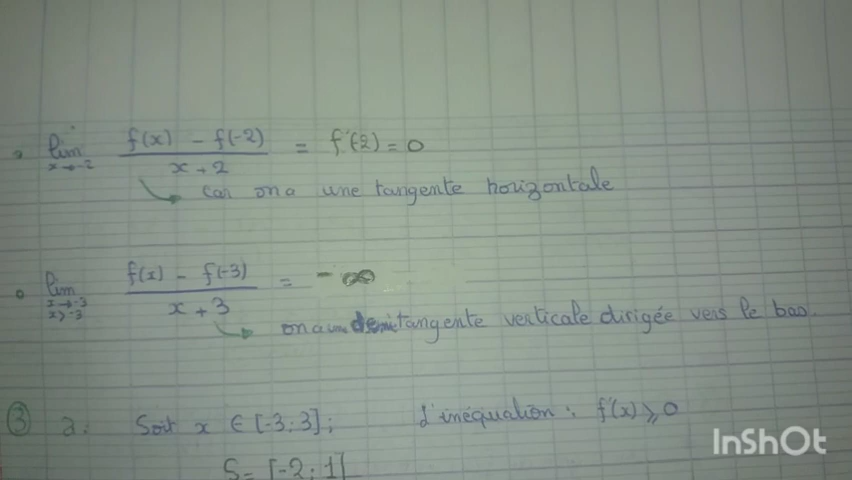 lim x→-2 f(x) - f(-2) / x + 2 = f'(-2) = 0
car on a une tangente horizontale
lim x→-3 x>-3 f(x) - f(-3) / x + 3 = -∞
on a une demi tangente verticale dirigée vers le bas.
③ a. Soit x ∈ [-3; 3]; l'inéquation: f'(x) ⩾ 0
S = [-2; 1[
InShOt